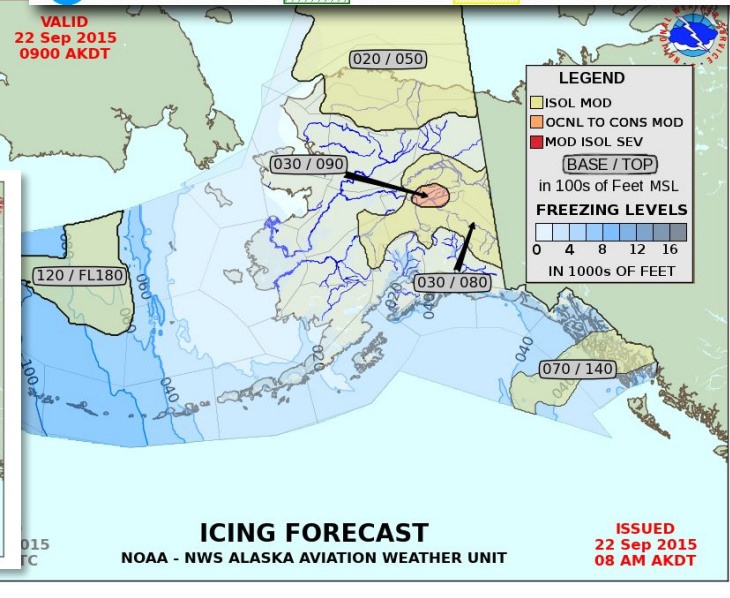 VALID
22 Sep 2015
0900 AKDT
020 / 050
LEGEND
ISOL MOD
OCNL TO CONS MOD
MOD ISOL SEV
BASE / TOP
in 100s of Feet MSL
FREEZING LEVELS
0 4 8 12 16
IN 1000s OF FEET
030 / 090
120 / FL180
030 / 080
070 / 140
060
080
100
040
020
020
040
040
040
ICING FORECAST
NOAA - NWS ALASKA AVIATION WEATHER UNIT
ISSUED
22 Sep 2015
08 AM AKDT
015
TC